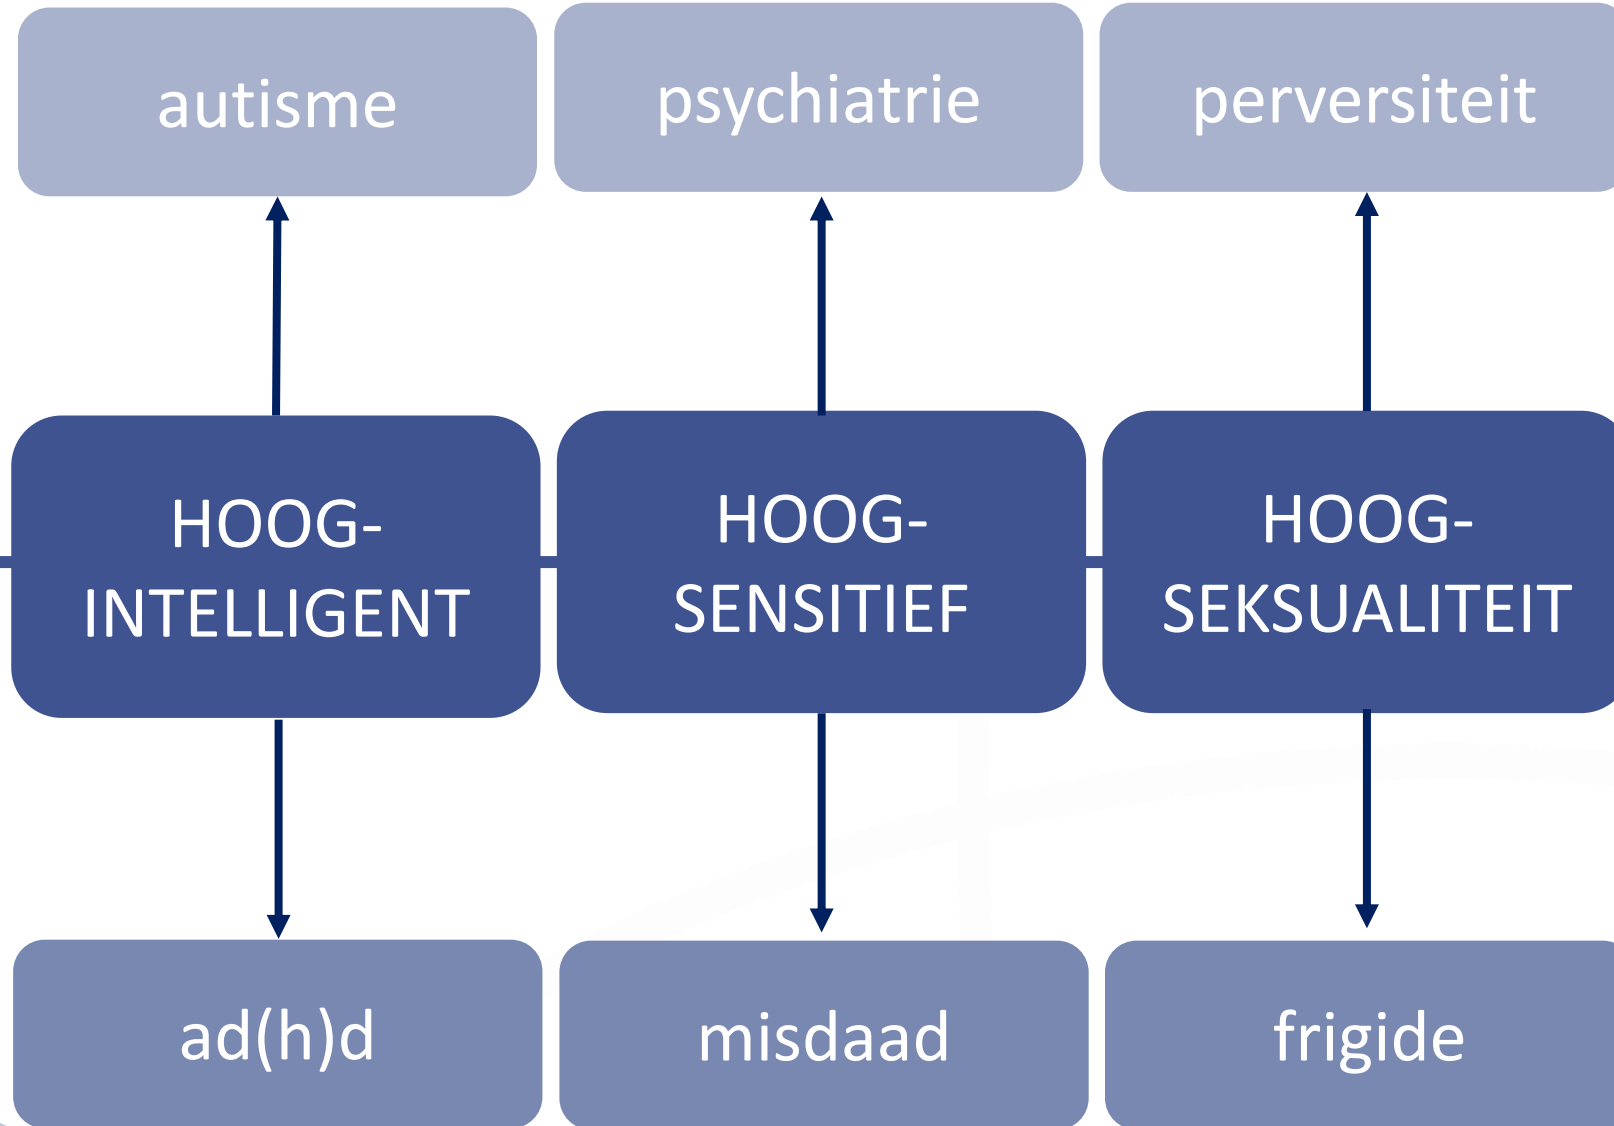 autisme
psychiatrie
perversiteit
HOOG-
INTELLIGENT
HOOG-
SENSITIEF
HOOG-
SEKSUALITEIT
ad(h)d
misdaad
frigide